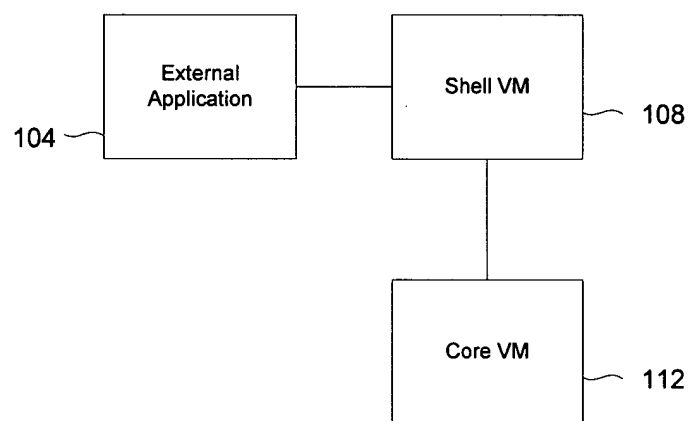 External
Application
Shell VM
104
108
Core VM
112